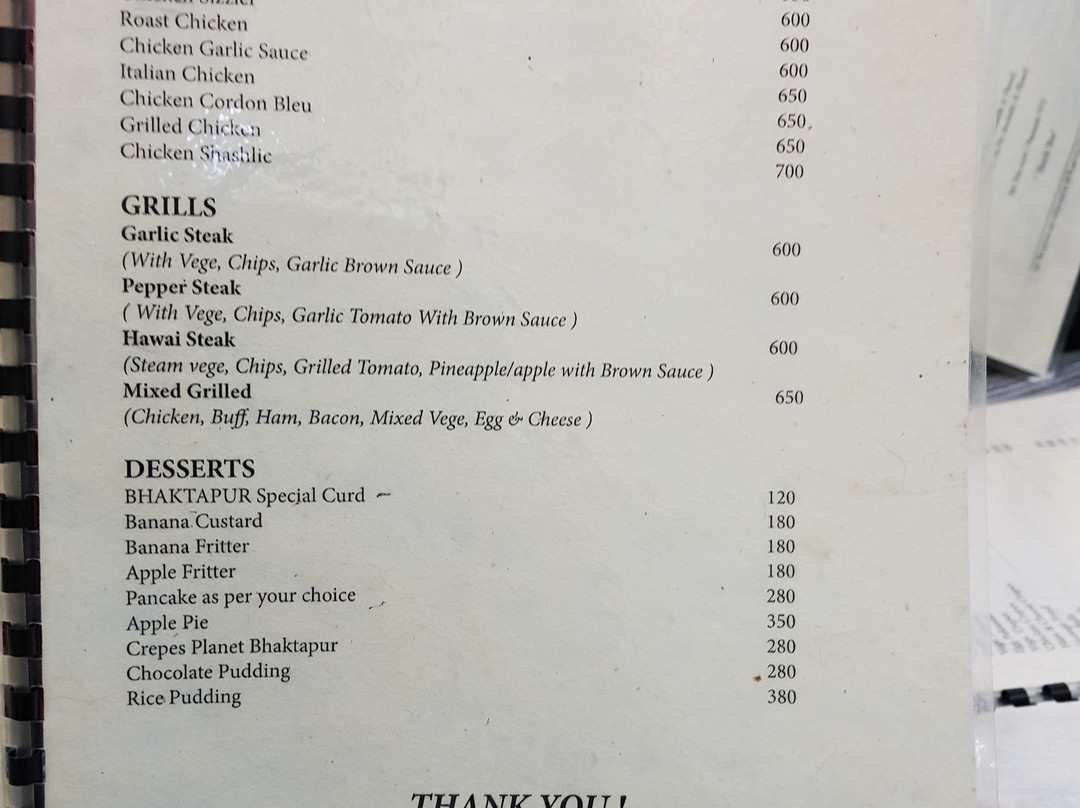 Roast Chicken 600
Chicken Garlic Sauce 600
Italian Chicken 600
Chicken Cordon Bleu 650
Grilled Chicken 650
Chicken Shashlic 650
700
GRILLS
Garlic Steak 600
(With Vege, Chips, Garlic Brown Sauce )
Pepper Steak 600
( With Vege, Chips, Garlic Tomato With Brown Sauce )
Hawai Steak 600
(Steam vege, Chips, Grilled Tomato, Pineapple/apple with Brown Sauce )
Mixed Grilled 650
(Chicken, Buff, Ham, Bacon, Mixed Vege, Egg & Cheese )
DESSERTS
BHAKTAPUR Special Curd 120
Banana Custard 180
Banana Fritter 180
Apple Fritter 180
Pancake as per your choice 280
Apple Pie 350
Crepes Planet Bhaktapur 280
Chocolate Pudding 280
Rice Pudding 380
THANK YOU !